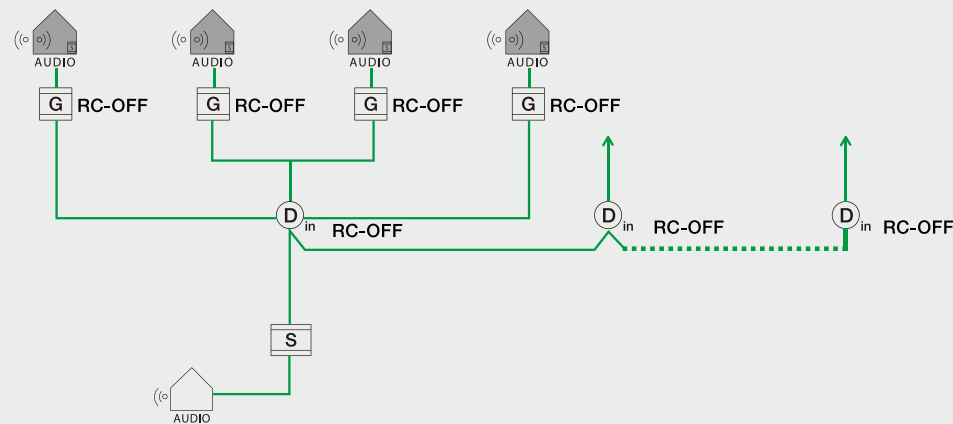 S S S S
AUDIO AUDIO AUDIO AUDIO
G RC-OFF G RC-OFF G RC-OFF G RC-OFF
D in RC-OFF D in RC-OFF D in RC-OFF
S
AUDIO